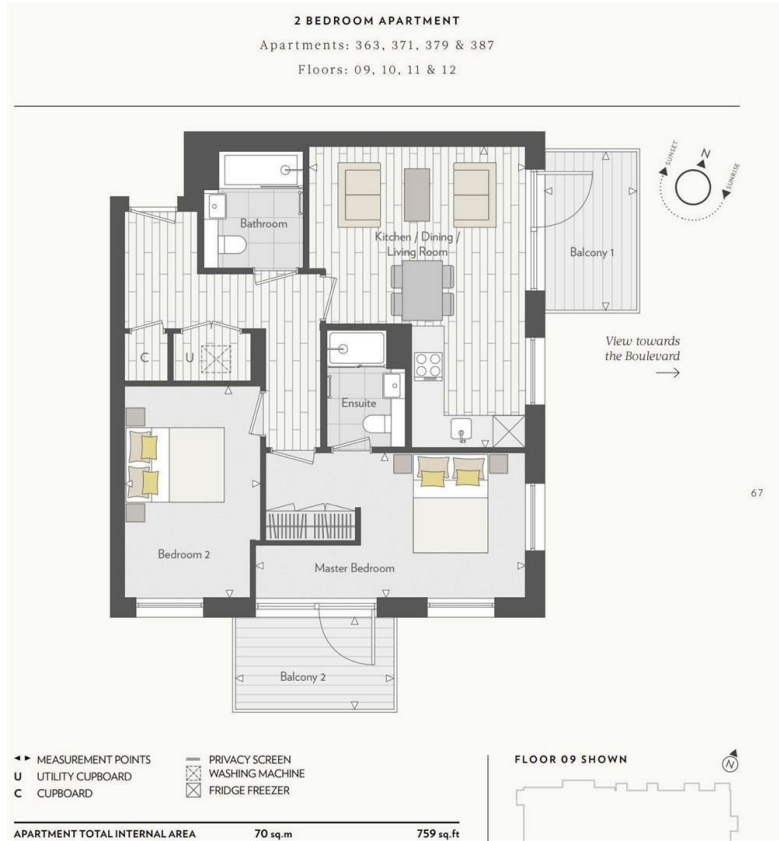 2 BEDROOM APARTMENT
Apartments: 363, 371, 379 & 387
Floors: 09, 10, 11 & 12
SUNSET
N
SUNRISE
Bathroom
Kitchen / Dining /
Living Room
Balcony 1
View towards
the Boulevard
C
U
Ensuite
67
Bedroom 2
Master Bedroom
Balcony 2
MEASUREMENT POINTS
U UTILITY CUPBOARD
C CUPBOARD
PRIVACY SCREEN
WASHING MACHINE
FRIDGE FREEZER
FLOOR 09 SHOWN
N
APARTMENT TOTAL INTERNAL AREA 70 sq.m 759 sq.ft